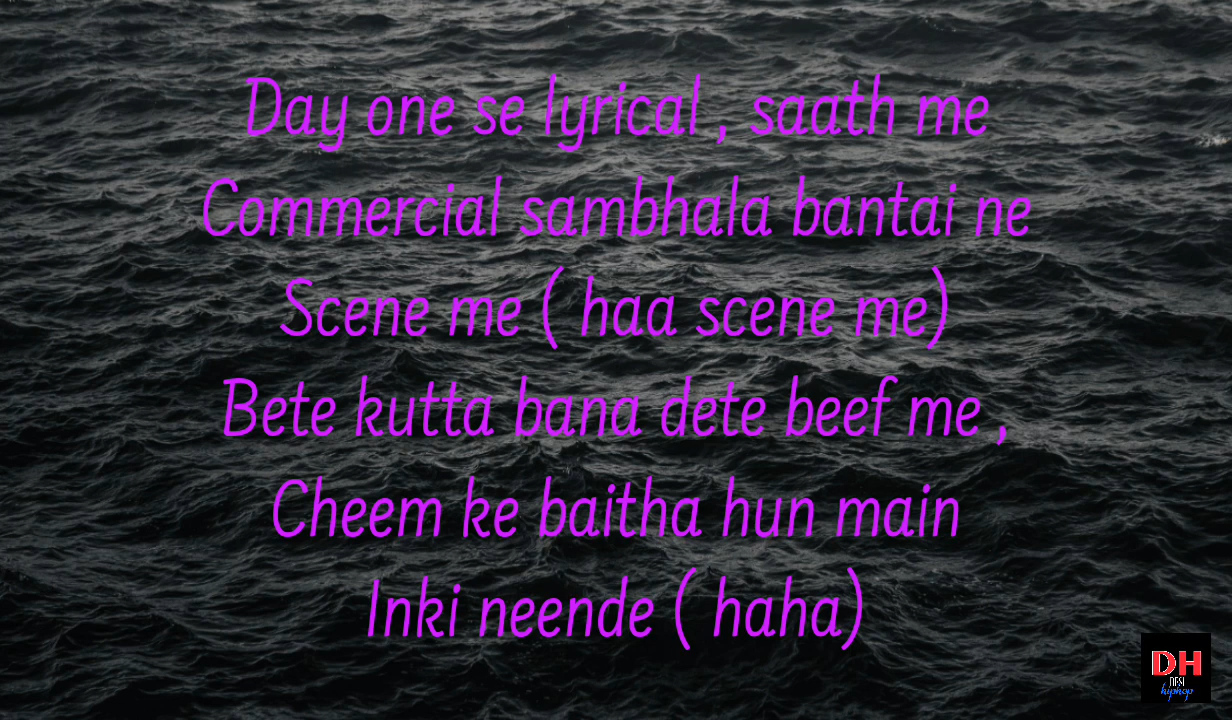 Day one se lyrical , saath me
Commercial sambhala bantai ne
Scene me ( haa scene me)
Bete kutta bana dete beef me ,
Cheem ke baitha hun main
Inki neende ( haha)
DH
DESI
hiphop